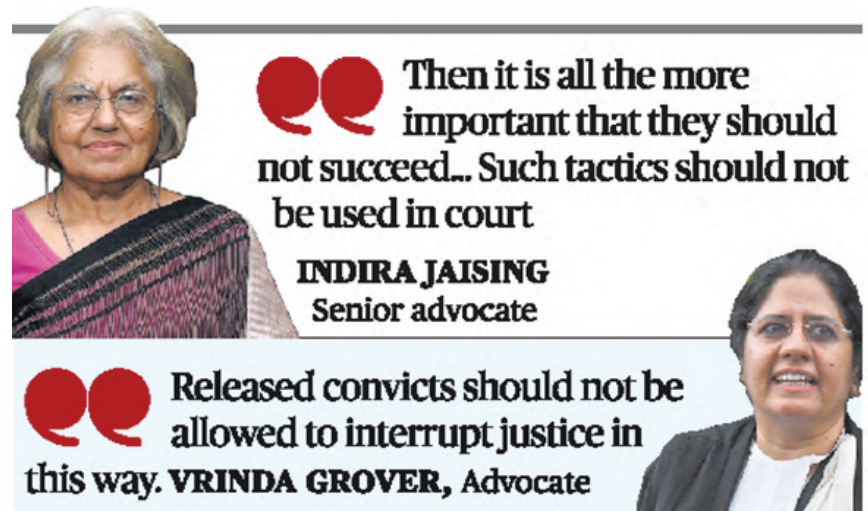 Then it is all the more
important that they should
not succeed... Such tactics should not
be used in court
INDIRA JAISING
Senior advocate
Released convicts should not be
allowed to interrupt justice in
this way. VRINDA GROVER, Advocate